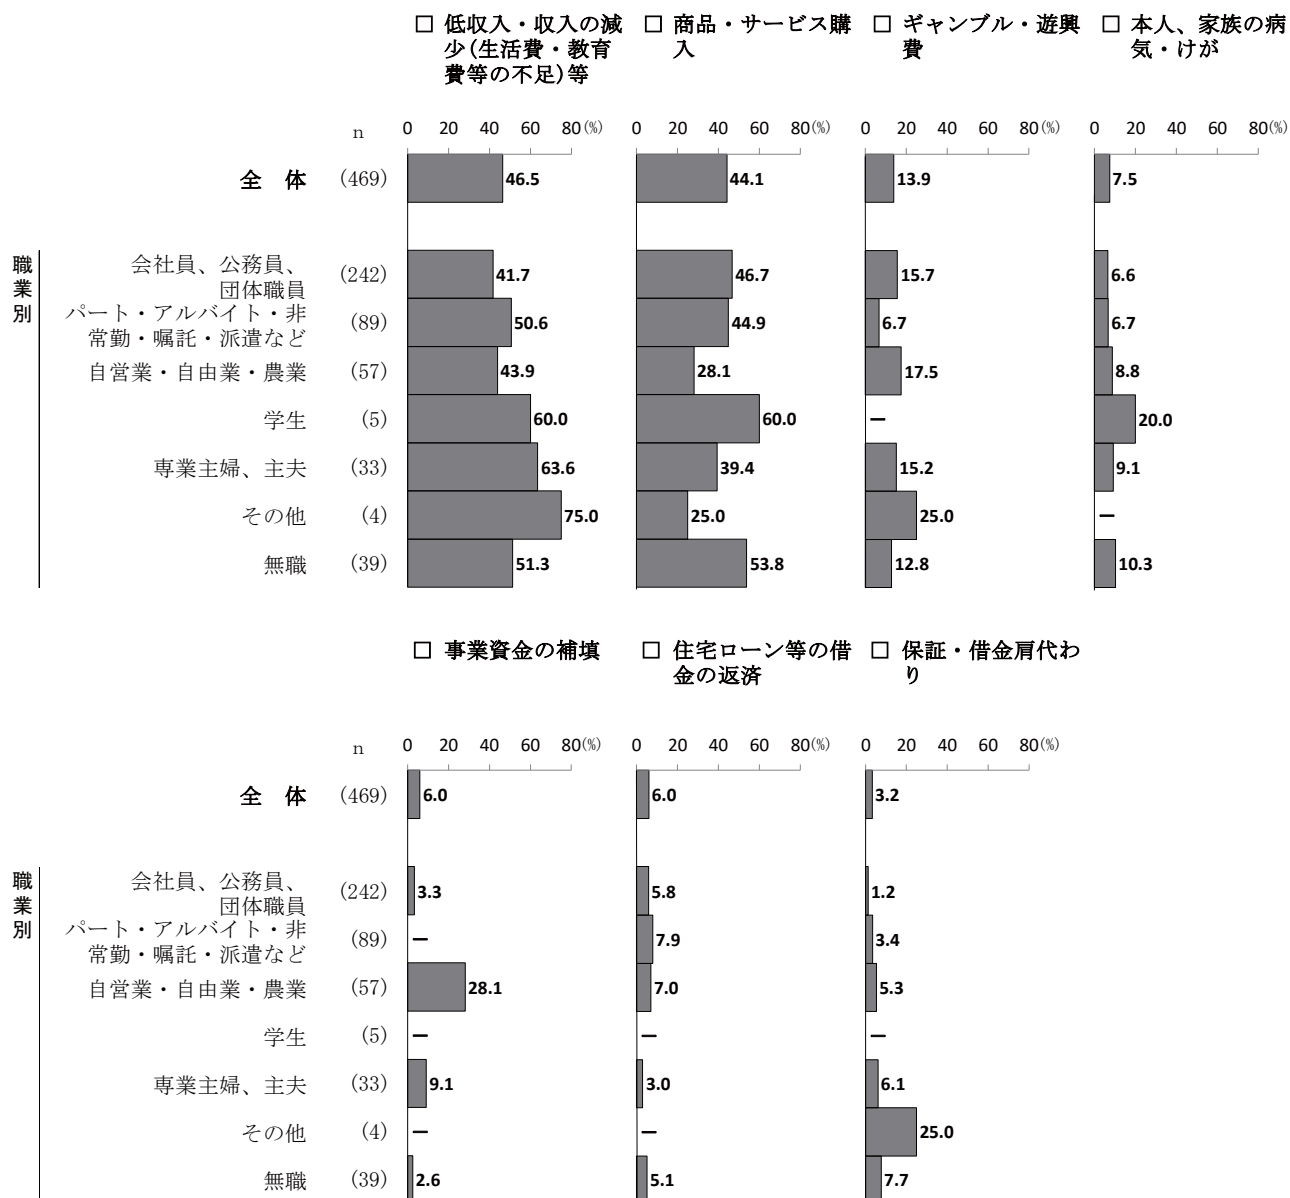 □ 低収入・収入の減 □ 商品・サービス購 □ ギャンブル・遊興 □ 本人、家族の病
少(生活費・教育 入 費 気・けが
費等の不足)等
n 0 20 40 60 80(%) 0 20 40 60 80(%) 0 20 40 60 80(%) 0 20 40 60 80(%)
全 体 (469) 46.5 44.1 13.9 7.5
職業別
会社員、公務員、
団体職員 (242) 41.7 46.7 15.7 6.6
パート・アルバイト・非
常勤・嘱託・派遣など (89) 50.6 44.9 6.7 6.7
自営業・自由業・農業 (57) 43.9 28.1 17.5 8.8
学生 (5) 60.0 60.0 ― 20.0
専業主婦、主夫 (33) 63.6 39.4 15.2 9.1
その他 (4) 75.0 25.0 25.0 ―
無職 (39) 51.3 53.8 12.8 10.3
□ 事業資金の補填 □ 住宅ローン等の借 □ 保証・借金肩代わ
金の返済 り
n 0 20 40 60 80(%) 0 20 40 60 80(%) 0 20 40 60 80(%)
全 体 (469) 6.0 6.0 3.2
職業別
会社員、公務員、
団体職員 (242) 3.3 5.8 1.2
パート・アルバイト・非
常勤・嘱託・派遣など (89) ― 7.9 3.4
自営業・自由業・農業 (57) 28.1 7.0 5.3
学生 (5) ― ― ―
専業主婦、主夫 (33) 9.1 3.0 6.1
その他 (4) ― ― 25.0
無職 (39) 2.6 5.1 7.7